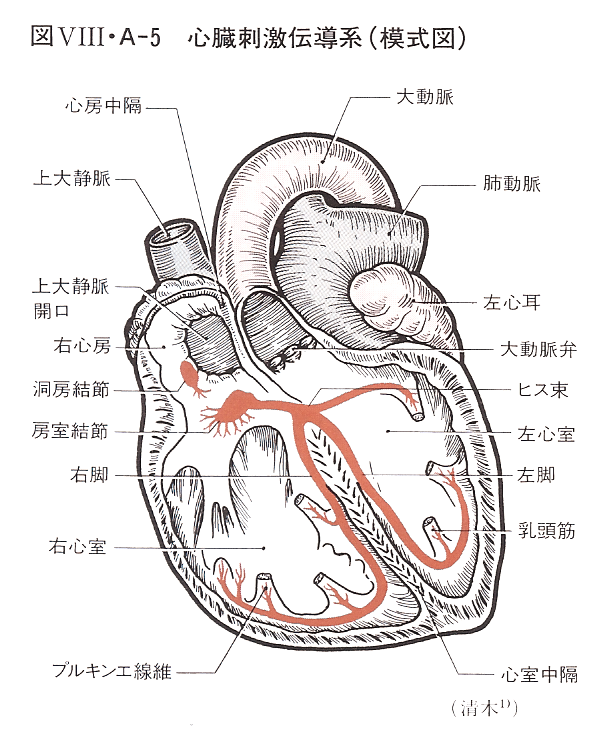 図VIII・A-5 心臓刺激伝導系(模式図)
心房中隔
大動脈
上大静脈
肺動脈
上大静脈
開口
左心耳
右心房
大動脈弁
洞房結節
ヒス束
房室結節
左心室
右脚
左脚
乳頭筋
右心室
プルキンエ線維
心室中隔
(清木1))